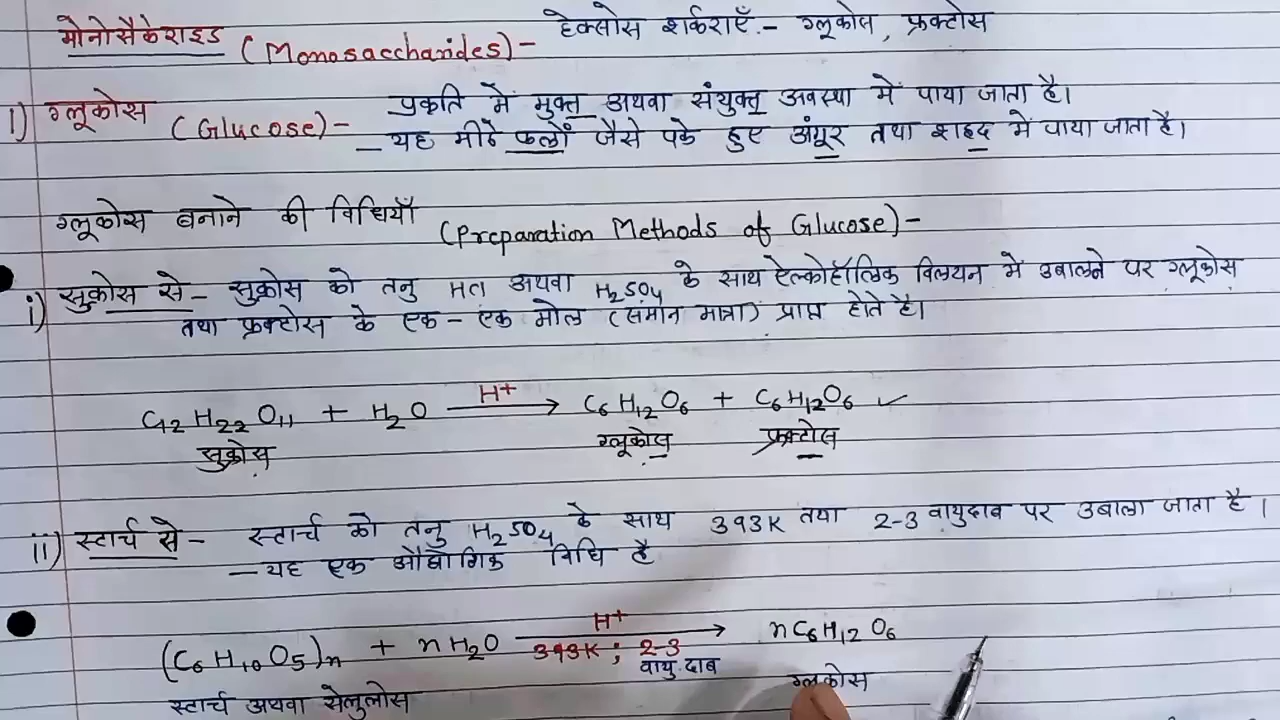 मोनोसैकेराइड (Monosaccharides)- हेक्सोस शर्कराएँ:- ग्लूकोस, फ्रक्टोस
1) ग्लूकोस (Glucose)- प्रकृति में मुक्त अथवा संयुक्त अवस्था में पाया जाता है।
- यह मीठे फलों जैसे पके हुए अंगूर तथा शहद में पाया जाता है।
ग्लूकोस बनाने की विधियाँ (Preparation Methods of Glucose)-
i) सुक्रोस से - सुक्रोस को तनु HCl अथवा H₂SO₄ के साथ ऐल्कोहॉलिक विलयन में उबालने पर ग्लूकोस
तथा फ्रक्टोस के एक-एक मोल (समान मात्रा) प्राप्त होते है।
H+
C₁₂H₂₂O₁₁ + H₂O ⟶ C₆H₁₂O₆ + C₆H₁₂O₆ ✓
सुक्रोस ग्लूकोस फ्रक्टोस
ii) स्टार्च से - स्टार्च को तनु H₂SO₄ के साथ 393K तथा 2-3 वायुदाब पर उबाला जाता है।
- यह एक औद्योगिक विधि है
H+
(C₆H₁₀O₅)n + nH₂O ⟶ nC₆H₁₂O₆
393K; 2-3
वायुदाब
स्टार्च अथवा सेलुलोस ग्लूकोस